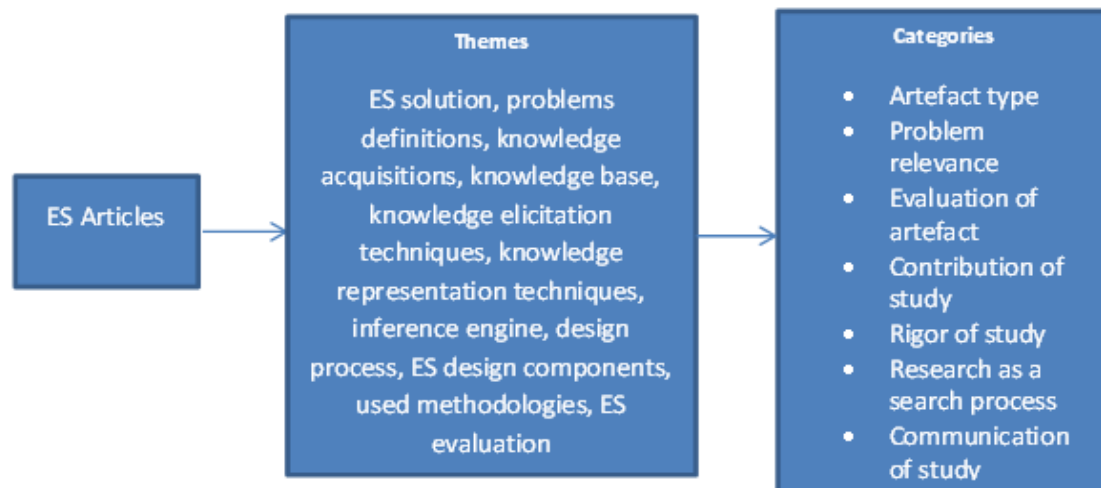 ES Articles
Themes
ES solution, problems
definitions, knowledge
acquisitions, knowledge base,
knowledge elicitation
techniques, knowledge
representation techniques,
inference engine, design
process, ES design components,
used methodologies, ES
evaluation
Categories
• Artefact type
• Problem
relevance
• Evaluation of
artefact
• Contribution of
study
• Rigor of study
• Research as a
search process
• Communication
of study